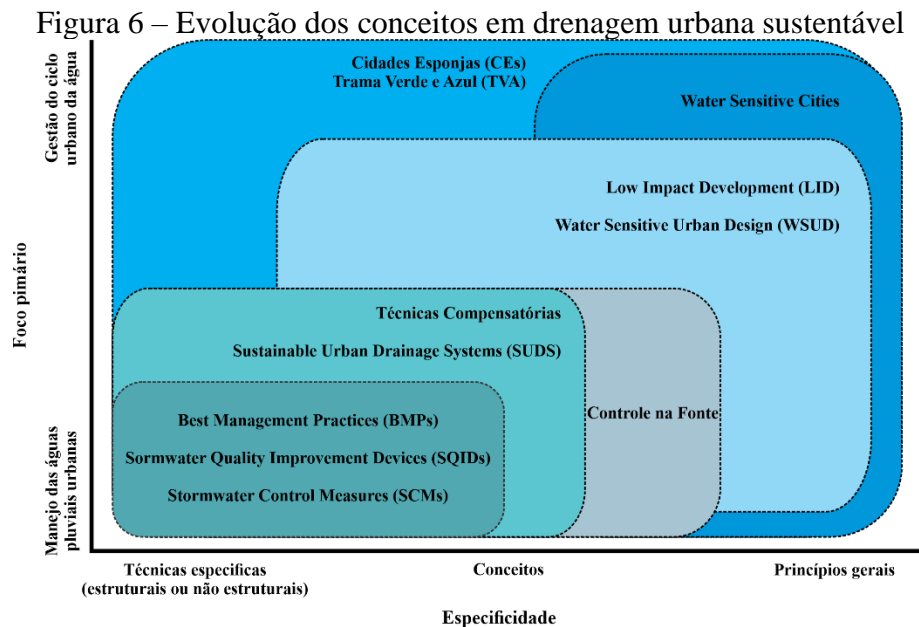 Figura 6 – Evolução dos conceitos em drenagem urbana sustentável
Gestão do ciclo
urbano da água
Foco pimário
Manejo das águas
pluviais urbanas
Cidades Esponjas (CEs)
Trama Verde e Azul (TVA)
Water Sensitive Cities
Low Impact Development (LID)
Water Sensitive Urban Design (WSUD)
Técnicas Compensatórias
Sustainable Urban Drainage Systems (SUDS)
Controle na Fonte
Best Management Practices (BMPs)
Sormwater Quality Improvement Devices (SQIDs)
Stormwater Control Measures (SCMs)
Técnicas especificas
(estruturais ou não estruturais)
Conceitos
Princípios gerais
Especificidade